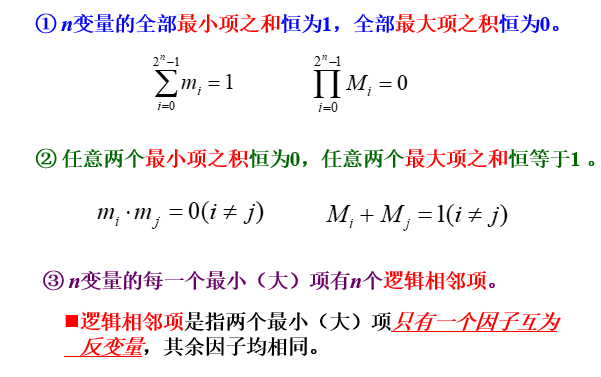 ① n变量的全部最小项之和恒为1，全部最大项之积恒为0。
\sum_{i=0}^{2^n-1} m_i = 1 \prod_{i=0}^{2^n-1} M_i = 0
② 任意两个最小项之积恒为0，任意两个最大项之和恒等于1 。
m_i · m_j = 0(i ≠ j) M_i + M_j = 1(i ≠ j)
③ n变量的每一个最小（大）项有n个逻辑相邻项。
■逻辑相邻项是指两个最小（大）项只有一个因子互为
反变量，其余因子均相同。